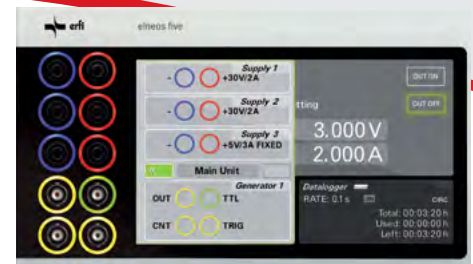 erfi
elneos five
Supply 1
- +30V/2A
Supply 2
- +30V/2A
Supply 3
- +5V/3A FIXED
Main Unit
Generator 1
OUT TTL
CNT TRIG
tting
3.000 V
2.000 A
OUT ON
OUT OFF
Datalogger
RATE: 0.1 s
CIRC
Total: 00:03:20 h
Used: 00:00:00 h
Left: 00:03:20 h